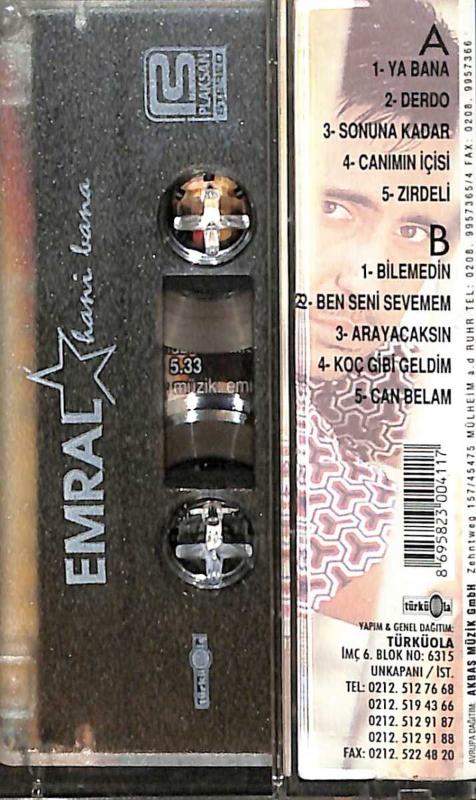 PLAKSAN
STEREO
EMRAL
hani bana
5.33
müzik
türküola
A
1- YA BANA
2- DERDO
3- SONUNA KADAR
4- CANIMIN İÇİSİ
5- ZIRDELİ
B
1- BİLEMEDİN
2- BEN SENİ SEVEMEM
3- ARAYACAKSIN
4- KOÇ GİBİ GELDİM
5- CAN BELAM
8 695823 004117
türküola
YAPIM & GENEL DAĞITIM:
TÜRKÜOLA
İMÇ 6. BLOK NO: 6315
UNKAPANI / İST.
TEL: 0212. 512 76 68
0212. 519 43 66
0212. 512 91 87
0212. 512 91 88
FAX: 0212. 522 48 20
AVRUPA DAĞITIM: AKBAŞ MÜZİK GmbH Zehntweg 157/45475 MÜLHEIM a.d RUHR TEL: 0208. 9957365/4 FAX: 0208. 9957366